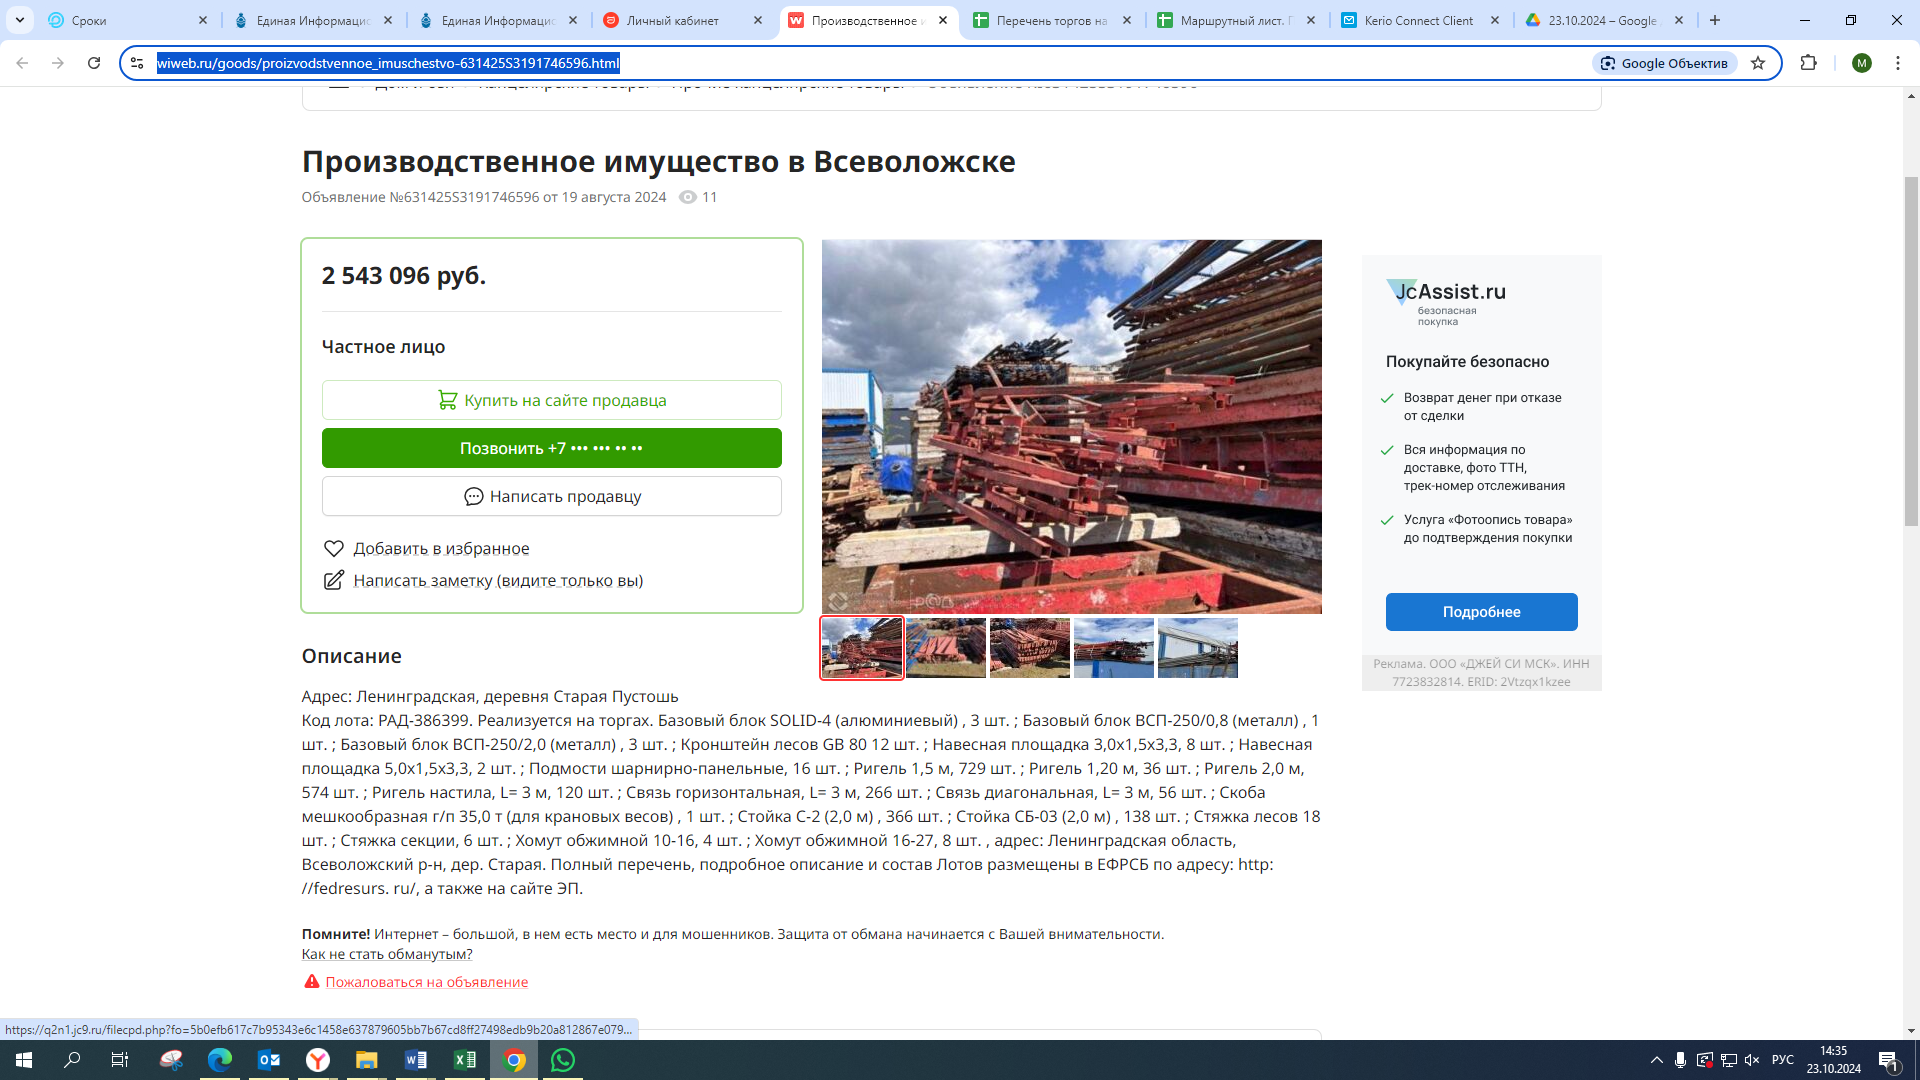 Сроки
Единая Информацис
Единая Информацис
Личный кабинет
Производственное и
Перечень торгов на
Маршрутный лист. Г
Kerio Connect Client
23.10.2024 – Google
wiweb.ru/goods/proizvodstvennoe_imuschestvo-631425S3191746596.html
Google Объектив
M
Производственное имущество в Всеволожске
Объявление №631425S3191746596 от 19 августа 2024 11
2 543 096 руб.
Частное лицо
Купить на сайте продавца
Позвонить +7 ••• ••• •• ••
Написать продавцу
Добавить в избранное
Написать заметку (видите только вы)
JcAssist.ru
безопасная
покупка
Покупайте безопасно
Возврат денег при отказе
от сделки
Вся информация по
доставке, фото ТТН,
трек-номер отслеживания
Услуга «Фотоопись товара»
до подтверждения покупки
Подробнее
Реклама. ООО «ДЖЕЙ СИ МСК». ИНН
7723832814. ERID: 2Vtzqx1kzee
Описание
Адрес: Ленинградская, деревня Старая Пустошь
Код лота: РАД-386399. Реализуется на торгах. Базовый блок SOLID-4 (алюминиевый) , 3 шт. ; Базовый блок ВСП-250/0,8 (металл) , 1
шт. ; Базовый блок ВСП-250/2,0 (металл) , 3 шт. ; Кронштейн лесов GB 80 12 шт. ; Навесная площадка 3,0х1,5х3,3, 8 шт. ; Навесная
площадка 5,0х1,5х3,3, 2 шт. ; Подмости шарнирно-панельные, 16 шт. ; Ригель 1,5 м, 729 шт. ; Ригель 1,20 м, 36 шт. ; Ригель 2,0 м,
574 шт. ; Ригель настила, L= 3 м, 120 шт. ; Связь горизонтальная, L= 3 м, 266 шт. ; Связь диагональная, L= 3 м, 56 шт. ; Скоба
мешкообразная г/п 35,0 т (для крановых весов) , 1 шт. ; Стойка С-2 (2,0 м) , 366 шт. ; Стойка СБ-03 (2,0 м) , 138 шт. ; Стяжка лесов 18
шт. ; Стяжка секции, 6 шт. ; Хомут обжимной 10-16, 4 шт. ; Хомут обжимной 16-27, 8 шт. , адрес: Ленинградская область,
Всеволожский р-н, дер. Старая. Полный перечень, подробное описание и состав Лотов размещены в ЕФРСБ по адресу: http:
//fedresurs. ru/, а также на сайте ЭП.
Помните! Интернет – большой, в нем есть место и для мошенников. Защита от обмана начинается с Вашей внимательности.
Как не стать обманутым?
Пожаловаться на объявление
https://q2n1.jc9.ru/filecpd.php?fo=5b0efb617c7b95343e6c1458e637879605bb7b67cd8ff27498edb9b20a812867e079...
РУС
14:35
23.10.2024
1